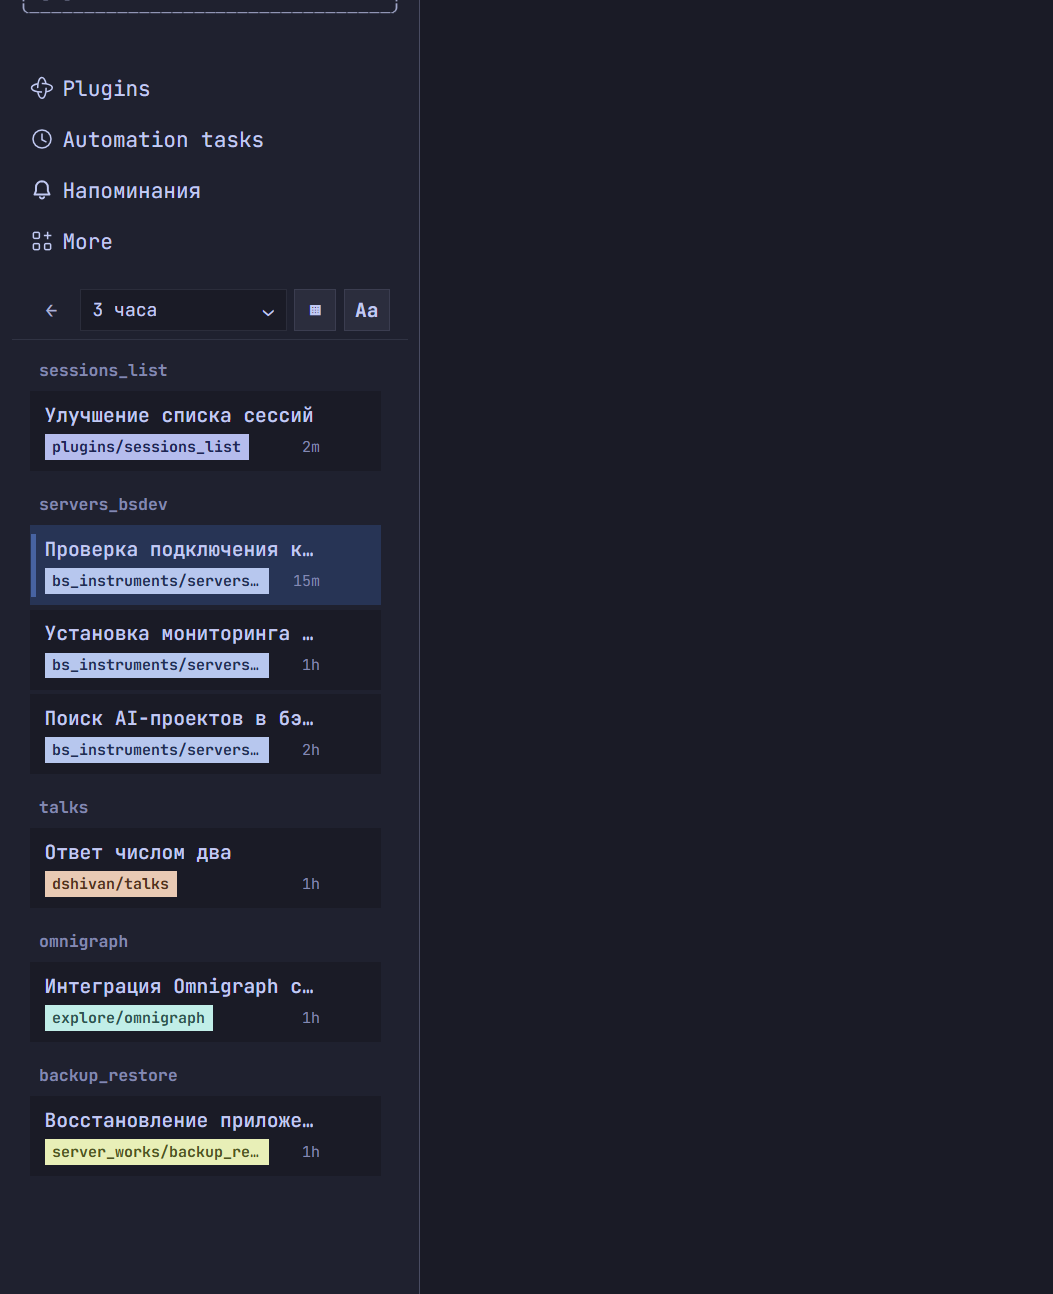 Plugins
Automation tasks
Напоминания
More
← 3 часа Aa
sessions_list
Улучшение списка сессий
plugins/sessions_list 2m
servers_bsdev
Проверка подключения к…
bs_instruments/servers… 15m
Установка мониторинга …
bs_instruments/servers… 1h
Поиск AI-проектов в бэ…
bs_instruments/servers… 2h
talks
Ответ числом два
dshivan/talks 1h
omnigraph
Интеграция Omnigraph с…
explore/omnigraph 1h
backup_restore
Восстановление приложе…
server_works/backup_re… 1h